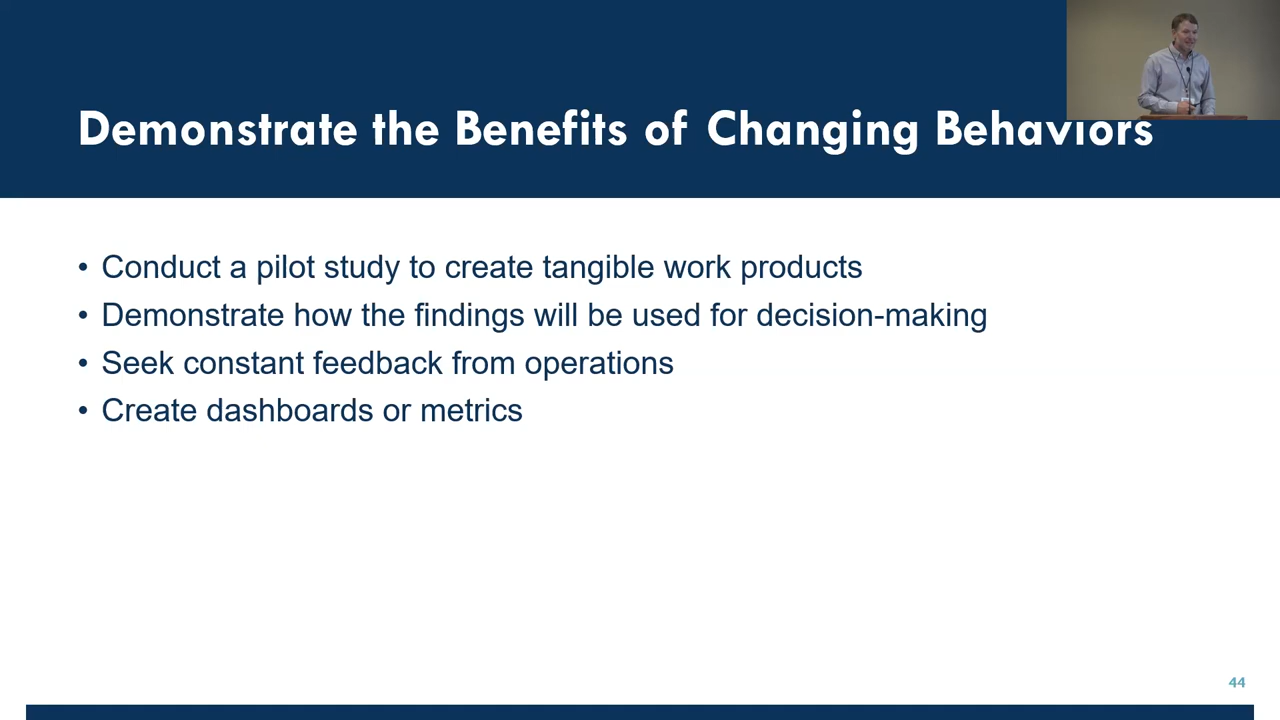 Demonstrate the Benefits of Changing Behaviors
• Conduct a pilot study to create tangible work products
• Demonstrate how the findings will be used for decision-making
• Seek constant feedback from operations
• Create dashboards or metrics
44